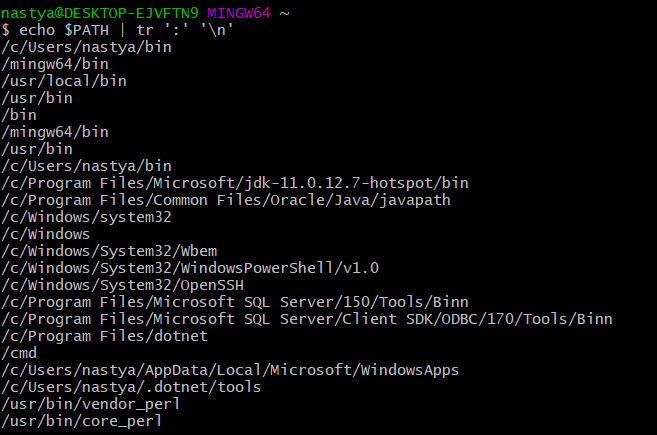 nastya@DESKTOP-EJVFTN9 MINGW64 ~
$ echo $PATH | tr ':' '\n'
/c/Users/nastya/bin
/mingw64/bin
/usr/local/bin
/usr/bin
/bin
/mingw64/bin
/usr/bin
/c/Users/nastya/bin
/c/Program Files/Microsoft/jdk-11.0.12.7-hotspot/bin
/c/Program Files/Common Files/Oracle/Java/javapath
/c/Windows/system32
/c/Windows
/c/Windows/System32/Wbem
/c/Windows/System32/WindowsPowerShell/v1.0
/c/Windows/System32/OpenSSH
/c/Program Files/Microsoft SQL Server/150/Tools/Binn
/c/Program Files/Microsoft SQL Server/Client SDK/ODBC/170/Tools/Binn
/c/Program Files/dotnet
/cmd
/c/Users/nastya/AppData/Local/Microsoft/WindowsApps
/c/Users/nastya/.dotnet/tools
/usr/bin/vendor_perl
/usr/bin/core_perl